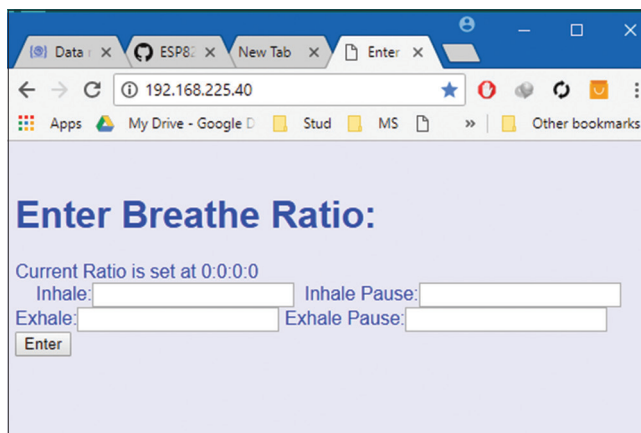 Data
ESP82
New Tab
Enter
192.168.225.40
Apps My Drive - Google D Stud MS » Other bookmarks
Enter Breathe Ratio:
Current Ratio is set at 0:0:0:0
Inhale: Inhale Pause:
Exhale: Exhale Pause:
Enter